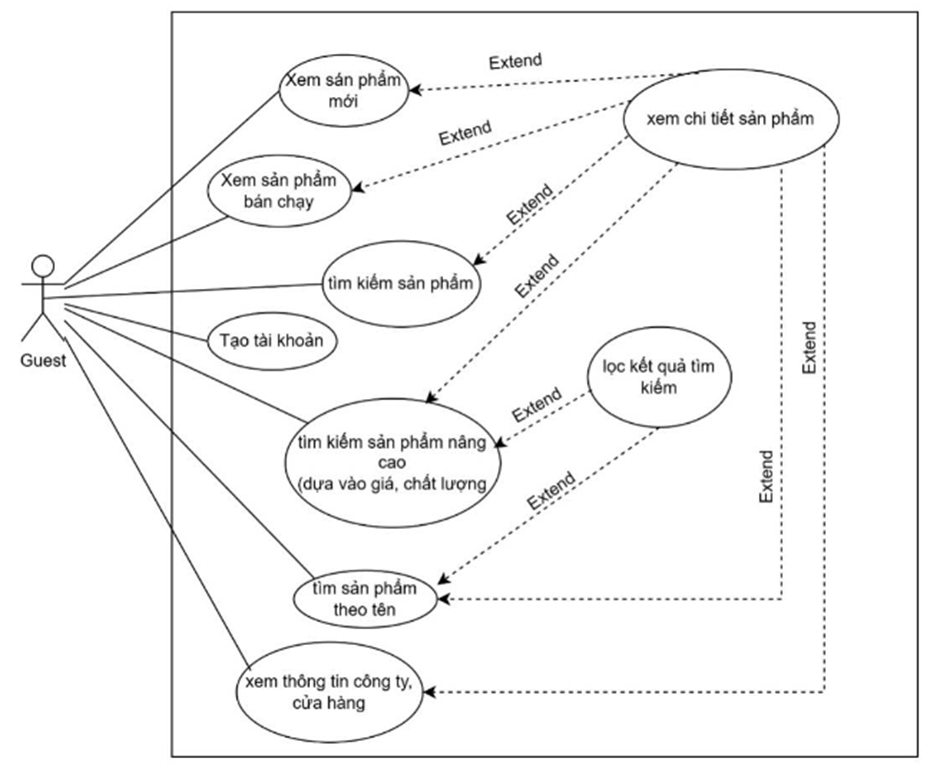 Extend
Xem sản phẩm
mới
xem chi tiết sản phẩm
Extend
Xem sản phẩm
bán chạy
Extend
tìm kiếm sản phẩm
Extend
Guest
Tạo tài khoản
Extend
lọc kết quả tìm
kiếm
Extend
tìm kiếm sản phẩm nâng
cao
(dựa vào giá, chất lượng
Extend
Extend
tìm sản phẩm
theo tên
xem thông tin công ty,
cửa hàng